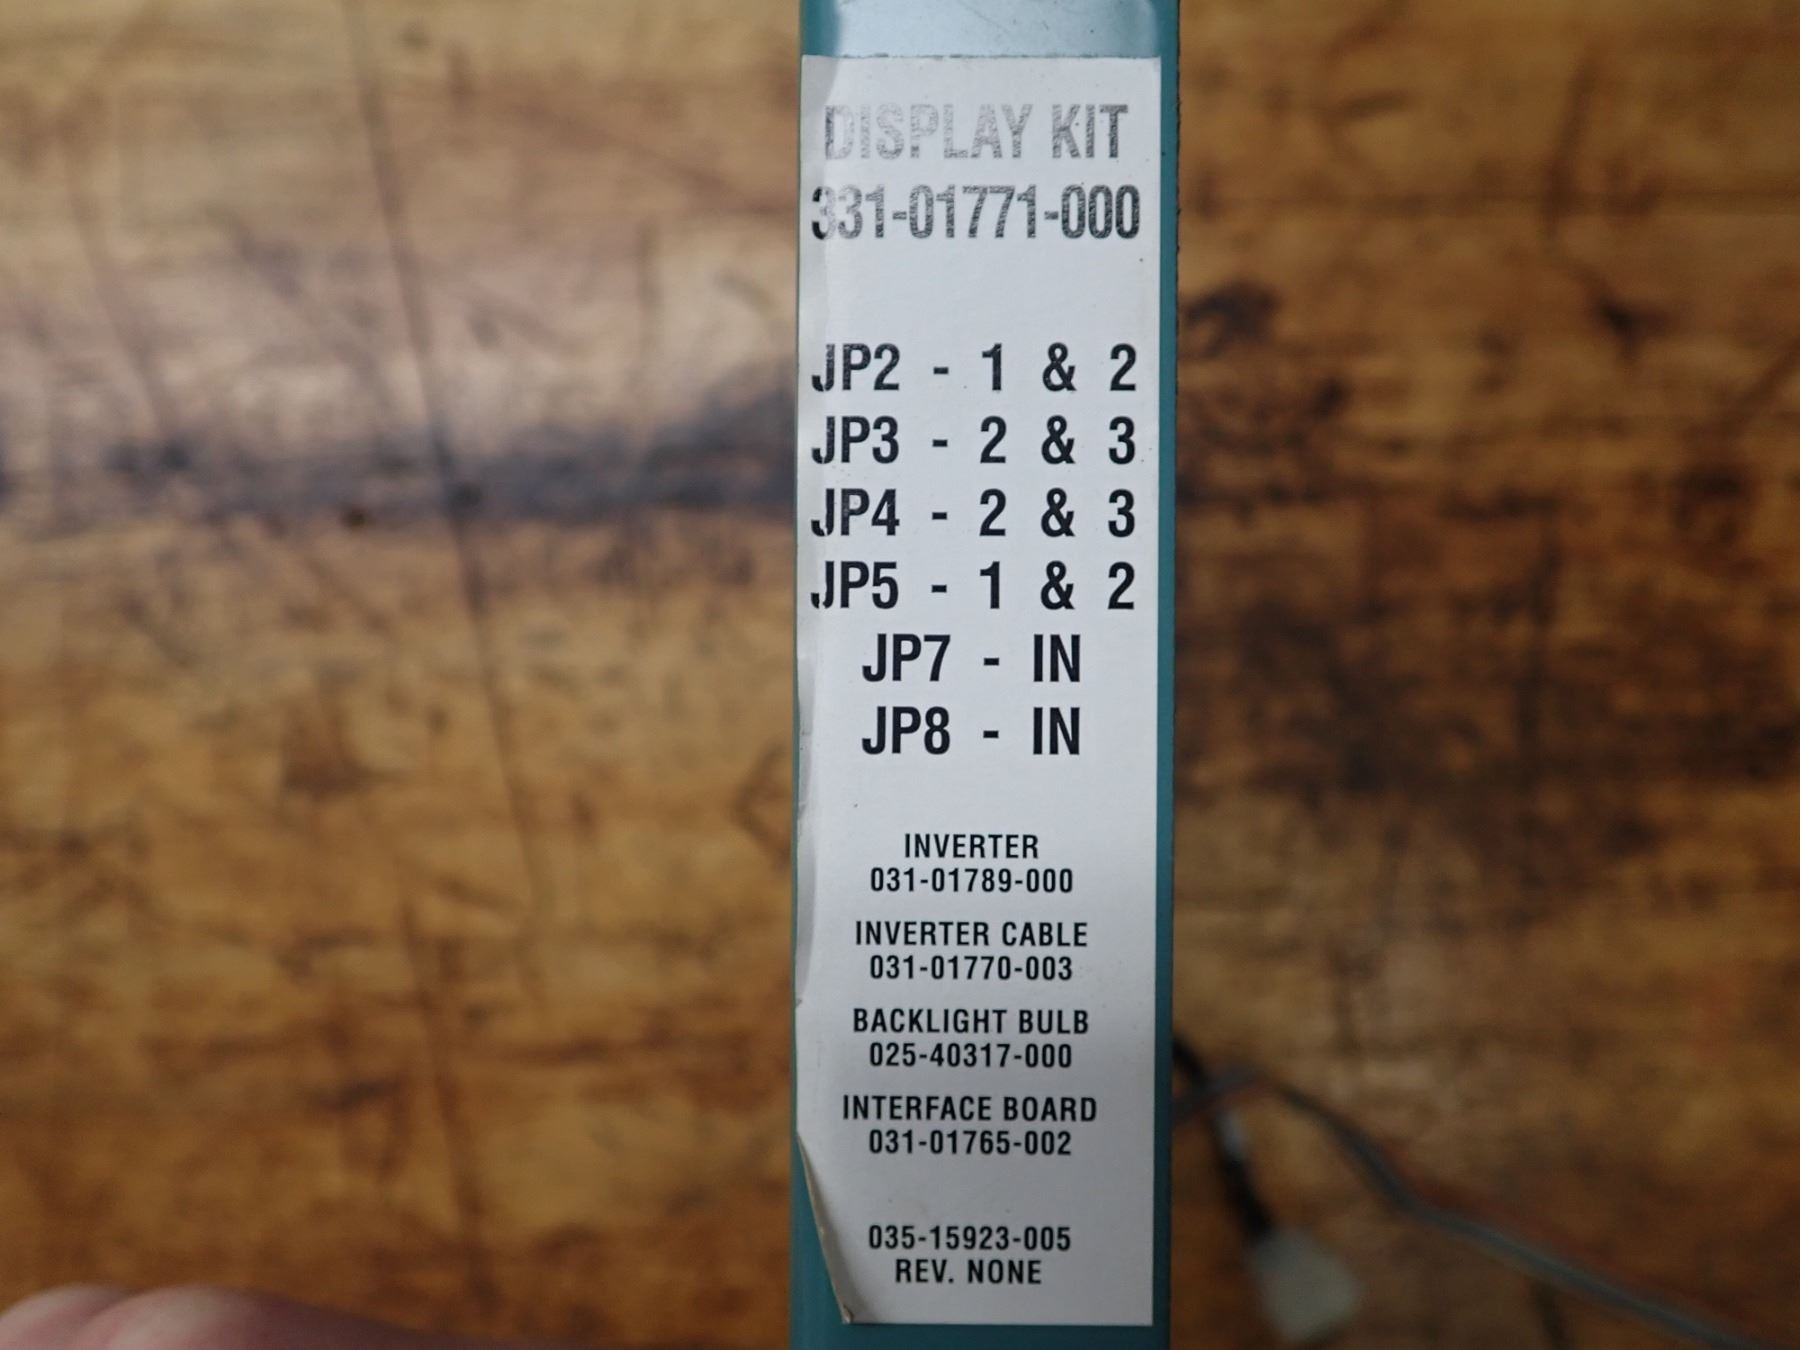 DISPLAY KIT
331-01771-000
JP2 - 1 & 2
JP3 - 2 & 3
JP4 - 2 & 3
JP5 - 1 & 2
JP7 - IN
JP8 - IN
INVERTER
031-01789-000
INVERTER CABLE
031-01770-003
BACKLIGHT BULB
025-40317-000
INTERFACE BOARD
031-01765-002
035-15923-005
REV. NONE